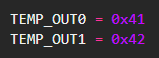 TEMP_OUT0 = 0x41
TEMP_OUT1 = 0x42